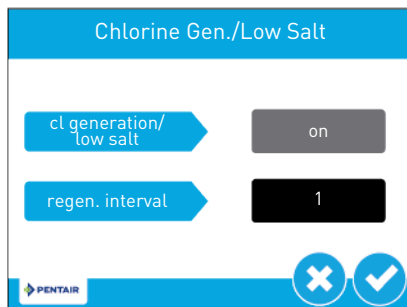 Chlorine Gen./Low Salt
cl generation/
low salt
on
regen. interval
1
PENTAIR